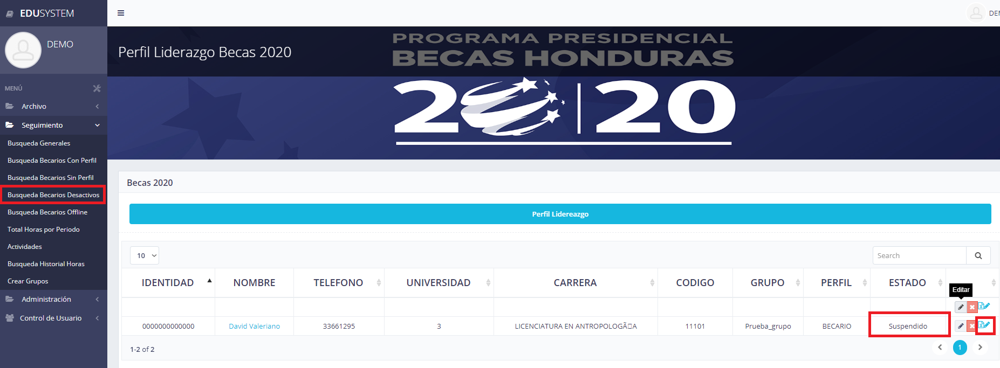 EDUSYSTEM
DEM
DEMO
MENÚ
Archivo
Seguimiento
Busqueda Generales
Busqueda Becarios Con Perfil
Busqueda Becarios Sin Perfil
Busqueda Becarios Desactivos
Busqueda Becarios Offline
Total Horas por Periodo
Actividades
Busqueda Historial Horas
Crear Grupos
Administración
Control de Usuario
Perfil Liderazgo Becas 2020
PROGRAMA PRESIDENCIAL
BECAS HONDURAS
20|20
Becas 2020
Perfil Lidereazgo
10
Search
IDENTIDAD NOMBRE TELEFONO UNIVERSIDAD CARRERA CODIGO GRUPO PERFIL ESTADO
Editar
0000000000000 David Valeriano 33661295 3 LICENCIATURA EN ANTROPOLOGÃ□A 11101 Prueba_grupo BECARIO Suspendido
1-2 of 2
1